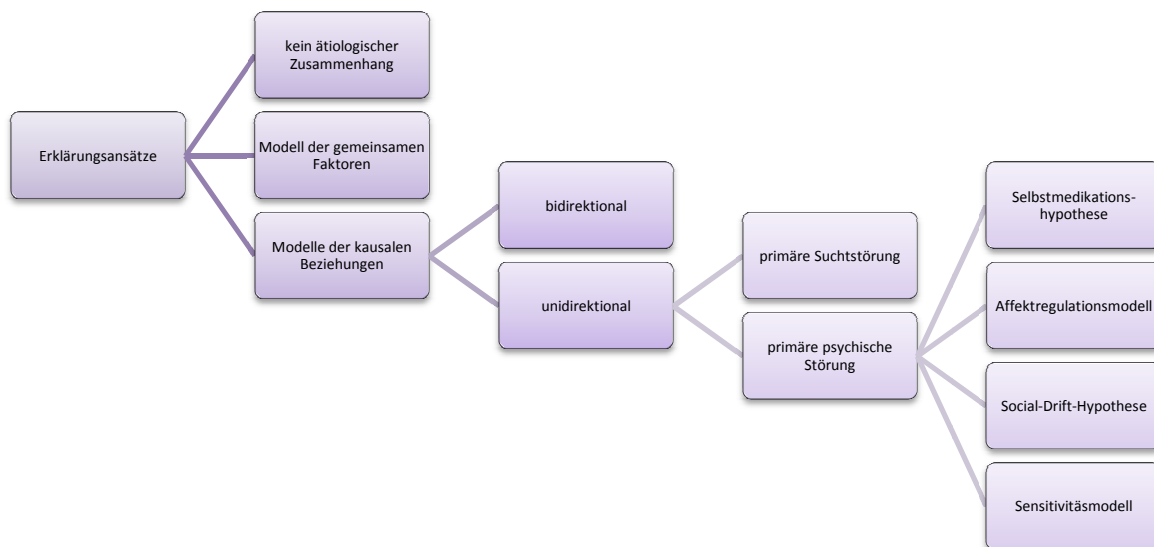 Erklärungsansätze
kein ätiologischer
Zusammenhang
Modell der gemeinsamen
Faktoren
Modelle der kausalen
Beziehungen
bidirektional
unidirektional
primäre Suchtstörung
primäre psychische
Störung
Selbstmedikations-
hypothese
Affektregulationsmodell
Social-Drift-Hypothese
Sensitivitäsmodell